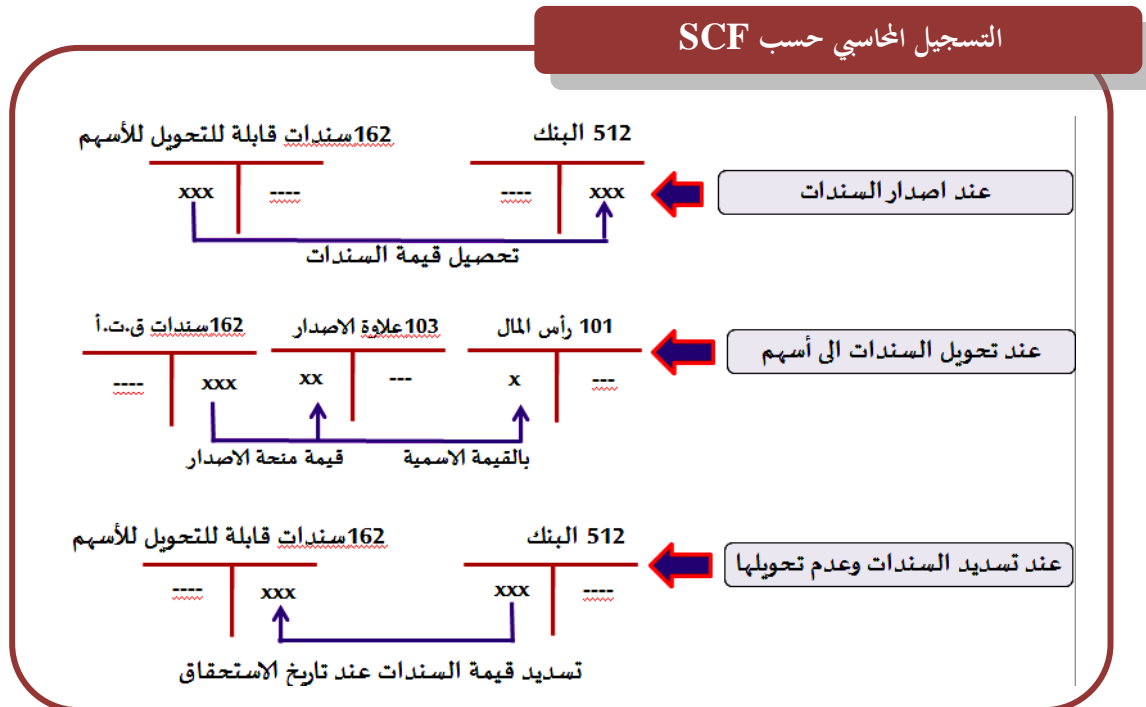 التسجيل المحاسبي حسب SCF
512 البنك
162سندات قابلة للتحويل للأسهم
عند اصدار السندات
xxx
----
----
xxx
تحصيل قيمة السندات
101 رأس المال
103علاوة الاصدار
162سندات ق.ت.أ
عند تحويل السندات الى أسهم
---
x
---
xx
xxx
----
بالقيمة الاسمية
قيمة منحة الاصدار
512 البنك
162سندات قابلة للتحويل للأسهم
عند تسديد السندات وعدم تحويلها
----
xxx
xxx
----
تسديد قيمة السندات عند تاريخ الاستحقاق